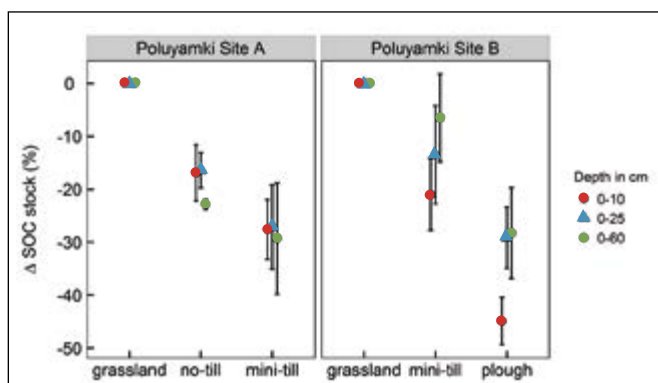 Poluyamki Site A
Poluyamki Site B
Δ SOC stock (%)
0
-10
-20
-30
-40
-50
grassland no-till mini-till
grassland mini-till plough
Depth in cm
0-10
0-25
0-60